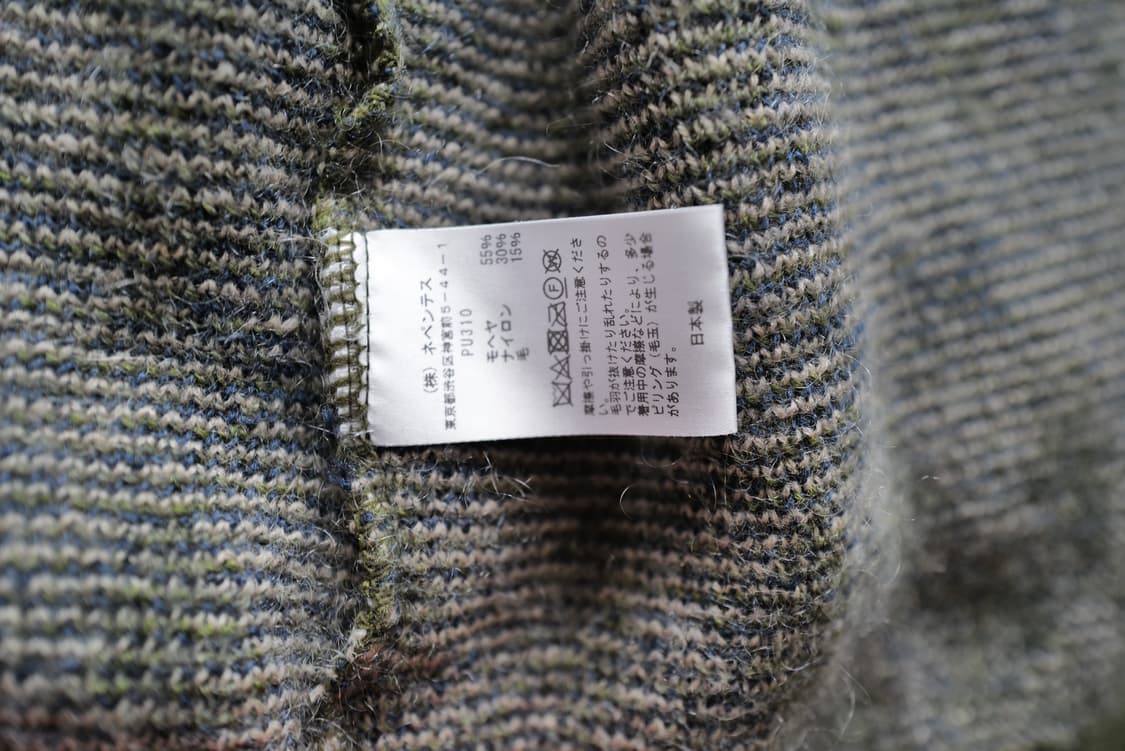 (株) ネペンテス
東京都渋谷区神宮前5-44-1
PU310
モヘヤ 55%
ナイロン 30%
毛 15%
摩擦や引っ掛けにご注意くださ
い。
毛羽が抜けたり乱れたりするの
でご注意ください。
着用中の摩擦などにより、多少
ピリング（毛玉）が生じる場合
があります。
日本製